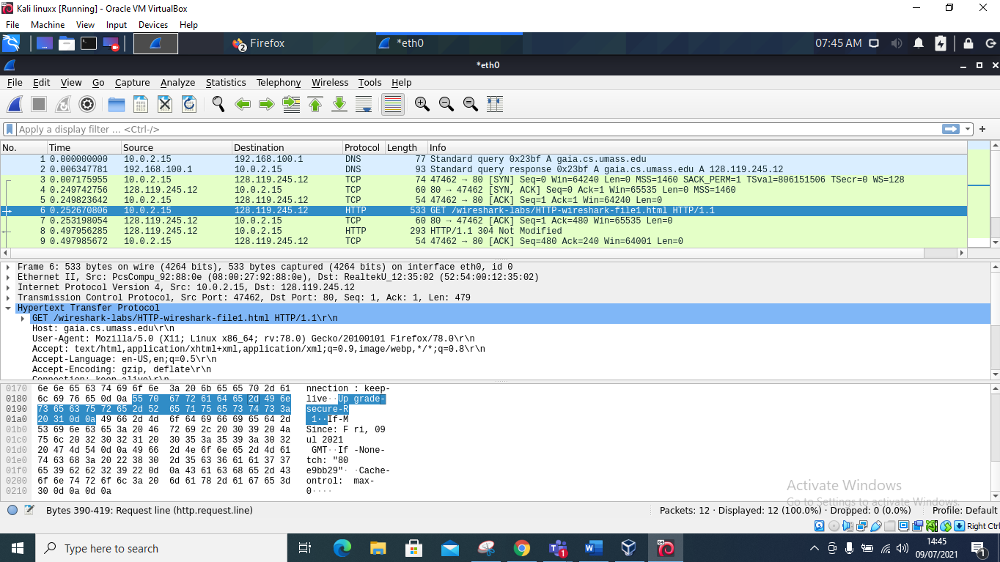 Kali linuxx [Running] - Oracle VM VirtualBox
File Machine View Input Devices Help
2 Firefox *eth0 07:45 AM
*eth0
File Edit View Go Capture Analyze Statistics Telephony Wireless Tools Help
Apply a display filter ... <Ctrl-/>
No. Time Source Destination Protocol Length Info
1 0.000000000 10.0.2.15 192.168.100.1 DNS 77 Standard query 0x23bf A gaia.cs.umass.edu
2 0.006347781 192.168.100.1 10.0.2.15 DNS 93 Standard query response 0x23bf A gaia.cs.umass.edu A 128.119.245.12
3 0.007175955 10.0.2.15 128.119.245.12 TCP 74 47462 → 80 [SYN] Seq=0 Win=64240 Len=0 MSS=1460 SACK_PERM=1 TSval=806151506 TSecr=0 WS=128
4 0.249742756 128.119.245.12 10.0.2.15 TCP 60 80 → 47462 [SYN, ACK] Seq=0 Ack=1 Win=65535 Len=0 MSS=1460
5 0.249823642 10.0.2.15 128.119.245.12 TCP 54 47462 → 80 [ACK] Seq=1 Ack=1 Win=64240 Len=0
6 0.252670806 10.0.2.15 128.119.245.12 HTTP 533 GET /wireshark-labs/HTTP-wireshark-file1.html HTTP/1.1
7 0.253198054 128.119.245.12 10.0.2.15 TCP 60 80 → 47462 [ACK] Seq=1 Ack=480 Win=65535 Len=0
8 0.497956285 128.119.245.12 10.0.2.15 HTTP 293 HTTP/1.1 304 Not Modified
9 0.497985672 10.0.2.15 128.119.245.12 TCP 54 47462 → 80 [ACK] Seq=480 Ack=240 Win=64001 Len=0
Frame 6: 533 bytes on wire (4264 bits), 533 bytes captured (4264 bits) on interface eth0, id 0
Ethernet II, Src: PcsCompu_92:88:0e (08:00:27:92:88:0e), Dst: RealtekU_12:35:02 (52:54:00:12:35:02)
Internet Protocol Version 4, Src: 10.0.2.15, Dst: 128.119.245.12
Transmission Control Protocol, Src Port: 47462, Dst Port: 80, Seq: 1, Ack: 1, Len: 479
Hypertext Transfer Protocol
GET /wireshark-labs/HTTP-wireshark-file1.html HTTP/1.1\r\n
Host: gaia.cs.umass.edu\r\n
User-Agent: Mozilla/5.0 (X11; Linux x86_64; rv:78.0) Gecko/20100101 Firefox/78.0\r\n
Accept: text/html,application/xhtml+xml,application/xml;q=0.9,image/webp,*/*;q=0.8\r\n
Accept-Language: en-US,en;q=0.5\r\n
Accept-Encoding: gzip, deflate\r\n
Connection: keep-alive\r\n
0170 6e 6e 65 63 74 69 6f 6e 3a 20 6b 65 65 70 2d 61 nnection : keep-
0180 6c 69 76 65 0d 0a 55 70 67 72 61 64 65 2d 49 6e live··Up grade-
0190 73 65 63 75 72 65 2d 52 65 71 75 65 73 74 73 3a secure-R
01a0 20 31 0d 0a 49 66 2d 4d 6f 64 69 66 69 65 64 2d 1··If-M
01b0 53 69 6e 63 65 3a 20 46 72 69 2c 20 30 39 20 4a Since: F ri, 09
01c0 75 6c 20 32 30 32 31 20 30 35 3a 35 39 3a 30 32 ul 2021
01d0 20 47 4d 54 0d 0a 49 66 2d 4e 6f 6e 65 2d 4d 61 GMT··If -None-
01e0 74 63 68 3a 20 22 38 30 2d 35 63 36 61 61 37 37 tch: "80
01f0 65 39 62 62 32 39 22 0d 0a 43 61 63 68 65 2d 43 e9bb29"· ·Cache-
0200 6f 6e 74 72 6f 6c 3a 20 6d 61 78 2d 61 67 65 3d ontrol: max-
0210 30 0d 0a 0d 0a 0····
Activate Windows
Go to Settings to activate Windows.
Bytes 390-419: Request line (http.request.line) Packets: 12 · Displayed: 12 (100.0%) · Dropped: 0 (0.0%) Profile: Default
Right Ctrl
Type here to search 1 14:45
09/07/2021 1